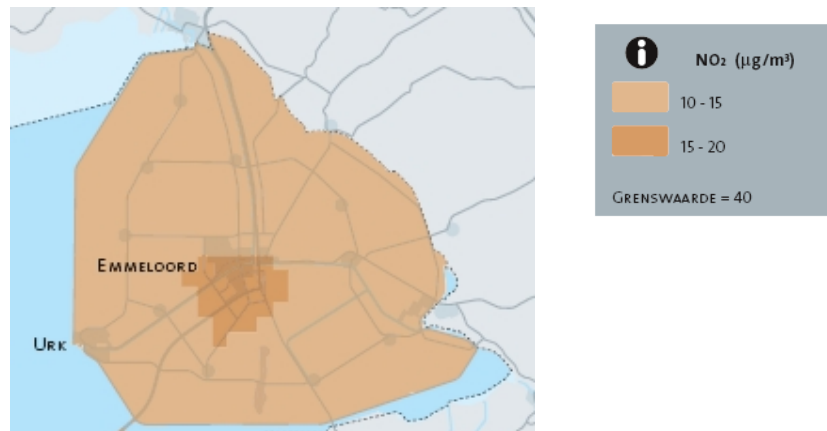 Emmeloord
Urk
i NO₂ (µg/m³)
10 - 15
15 - 20
Grenswaarde = 40